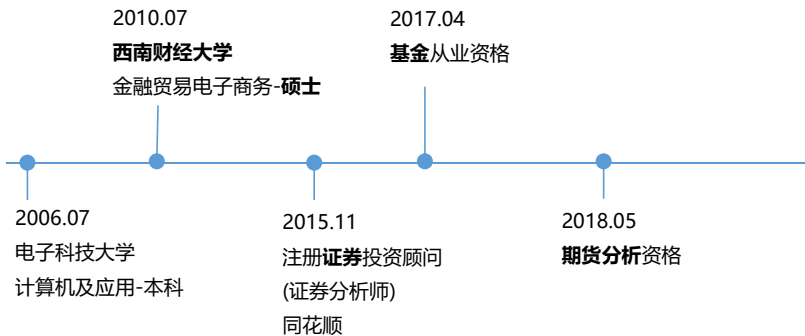 2010.07
西南财经大学
金融贸易电子商务-硕士
2017.04
基金从业资格
2006.07
电子科技大学
计算机及应用-本科
2015.11
注册证券投资顾问
(证券分析师)
同花顺
2018.05
期货分析资格